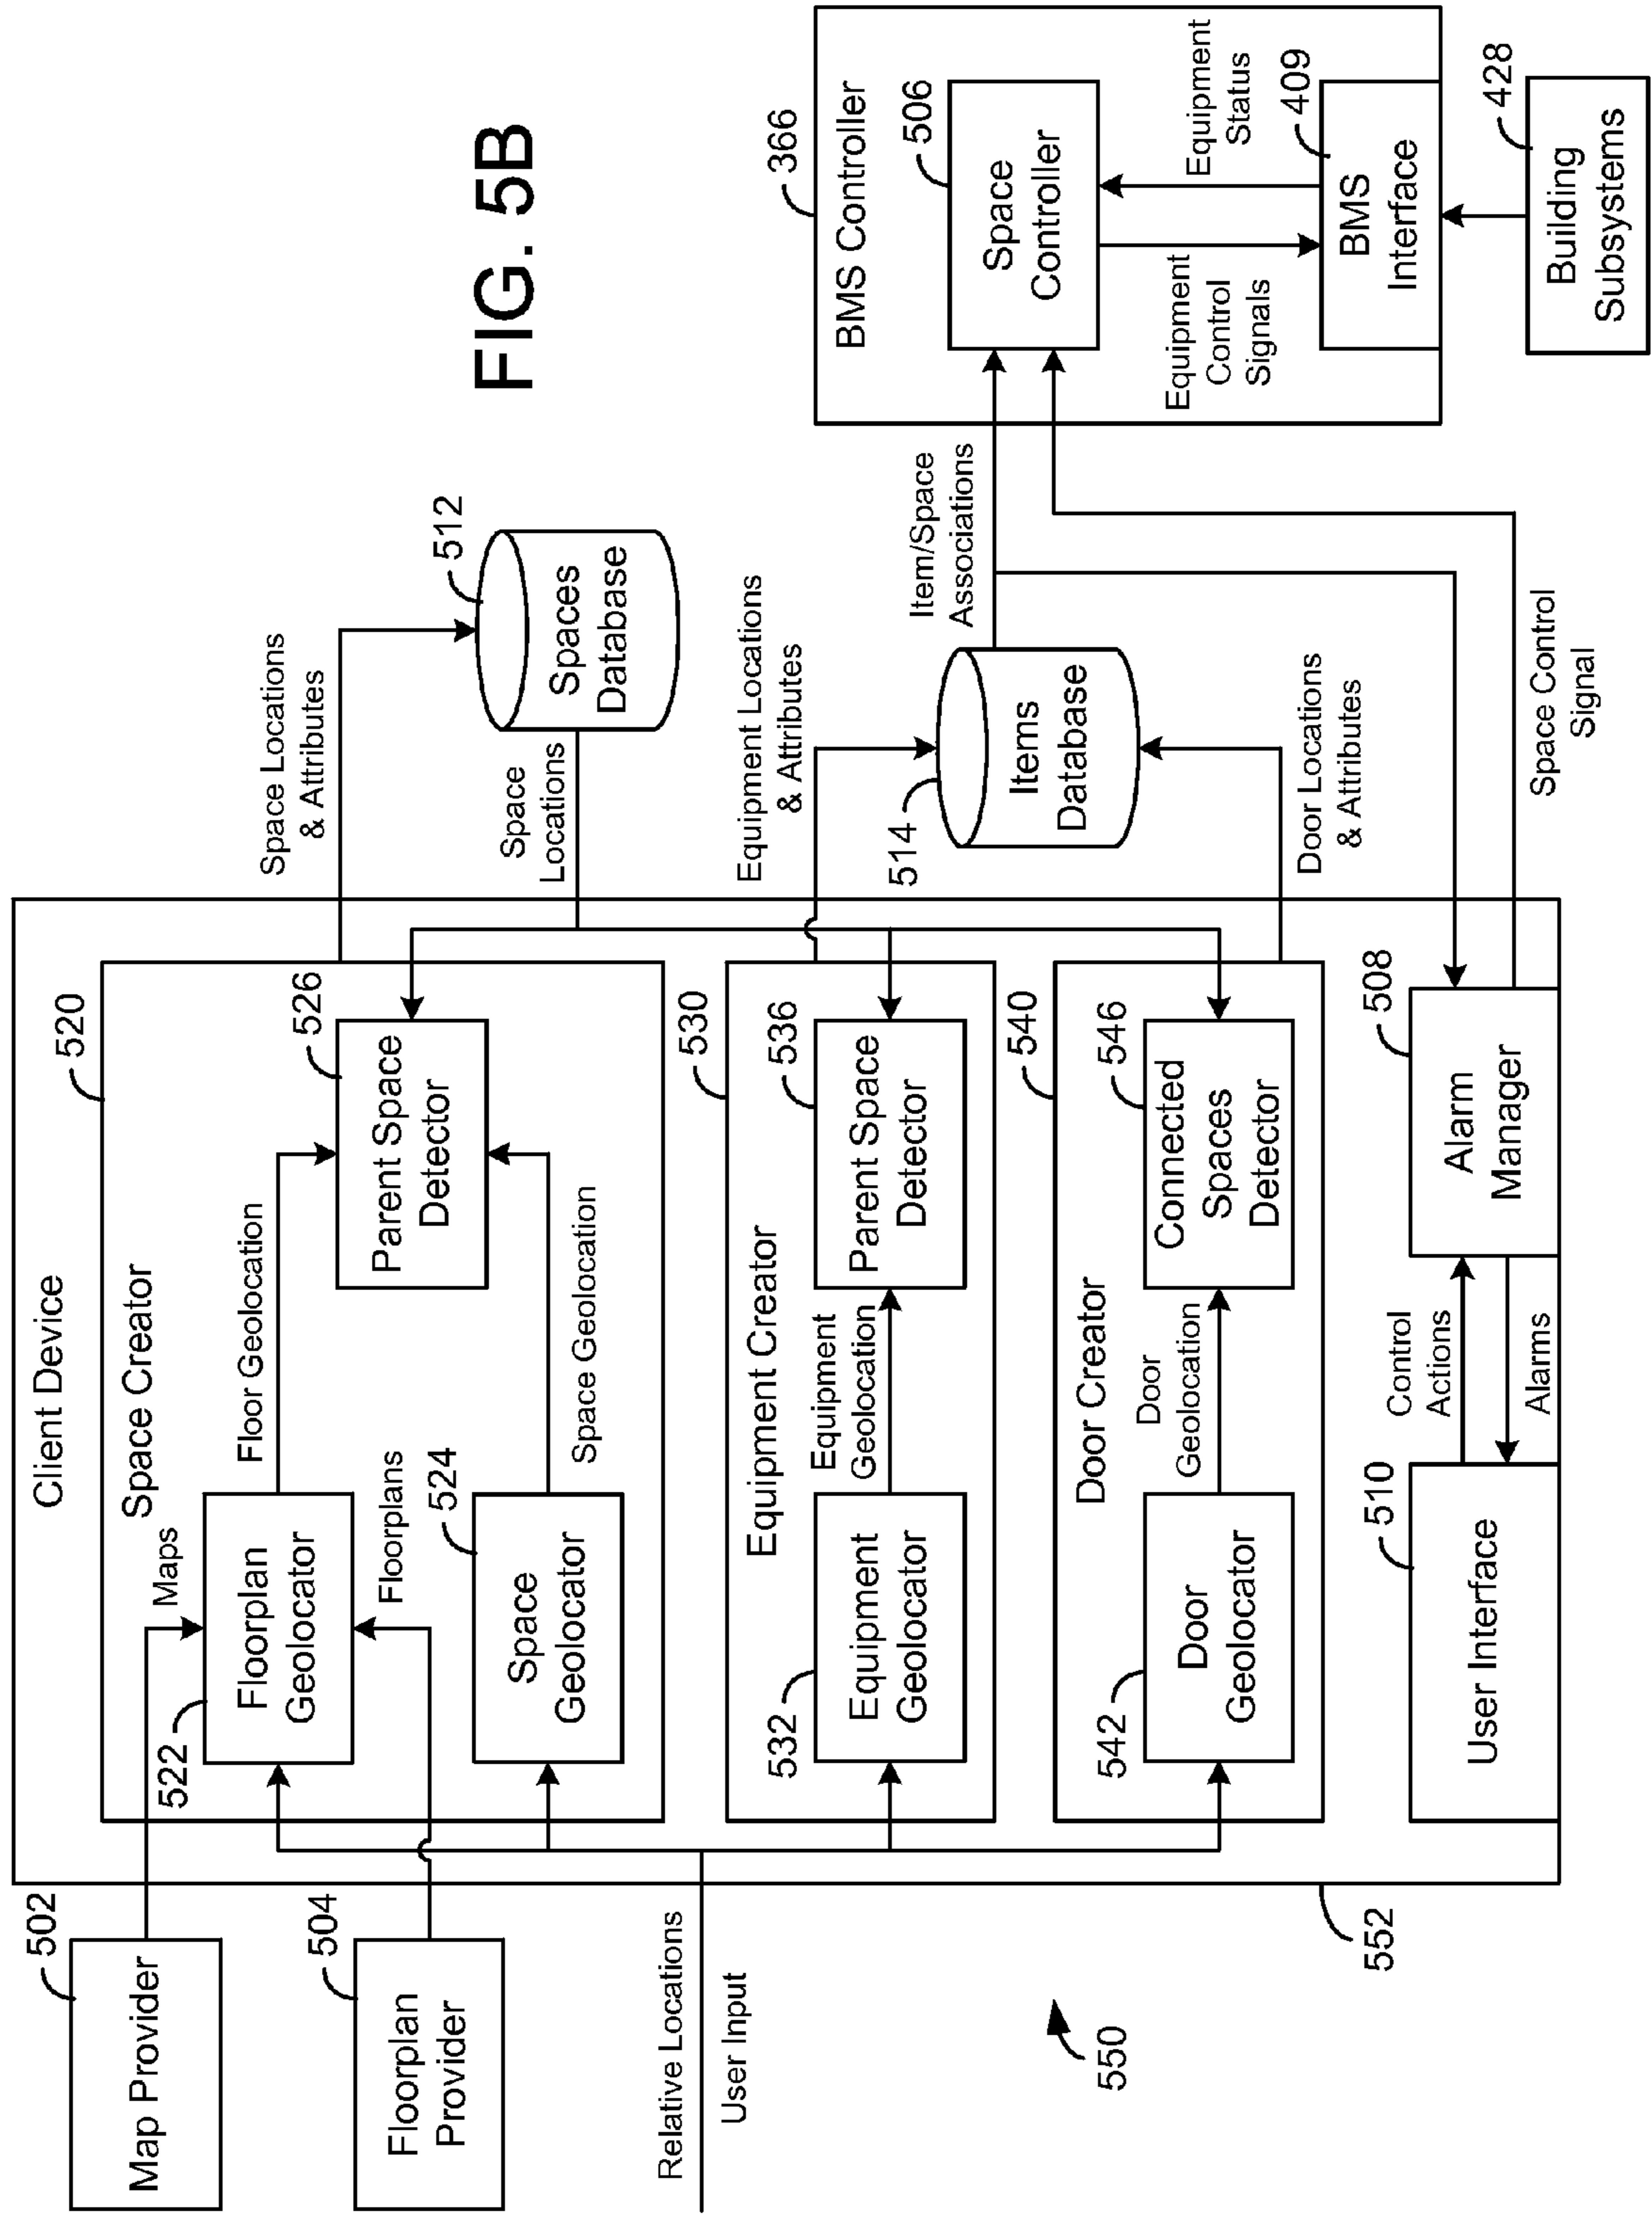 FIG. 5B
502
Map Provider
504
Floorplan
Provider
Relative Locations
User Input
550
552
Client Device
520
Space Creator
Maps
522
Floorplan
Geolocator
Floorplans
524
Space
Geolocator
Floor Geolocation
Space Geolocation
526
Parent Space
Detector
530
Equipment Creator
532
Equipment
Geolocator
Equipment
Geolocation
536
Parent Space
Detector
540
Door Creator
542
Door
Geolocator
Door
Geolocation
546
Connected
Spaces
Detector
510
User Interface
Control
Actions
Alarms
508
Alarm
Manager
Space Locations
& Attributes
Space
Locations
512
Spaces
Database
Equipment Locations
& Attributes
514
Items
Database
Door Locations
& Attributes
Item/Space
Associations
Space Control
Signal
366
BMS Controller
506
Space
Controller
Equipment
Control
Signals
Equipment
Status
409
BMS
Interface
428
Building
Subsystems